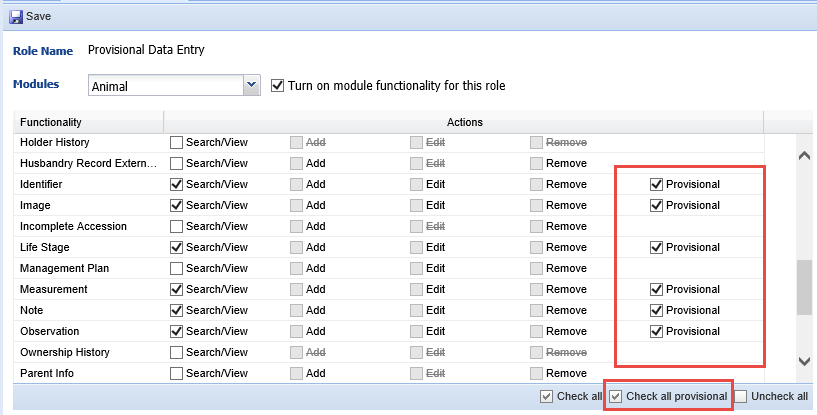 Save
Role Name Provisional Data Entry
Modules Animal Turn on module functionality for this role
Functionality Actions
Holder History Search/View Add Edit Remove
Husbandry Record Extern... Search/View Add Edit Remove
Identifier Search/View Add Edit Remove Provisional
Image Search/View Add Edit Remove Provisional
Incomplete Accession Search/View Add Edit Remove
Life Stage Search/View Add Edit Remove Provisional
Management Plan Search/View Add Edit Remove
Measurement Search/View Add Edit Remove Provisional
Note Search/View Add Edit Remove Provisional
Observation Search/View Add Edit Remove Provisional
Ownership History Search/View Add Edit Remove
Parent Info Search/View Add Edit Remove
Check all Check all provisional Uncheck all